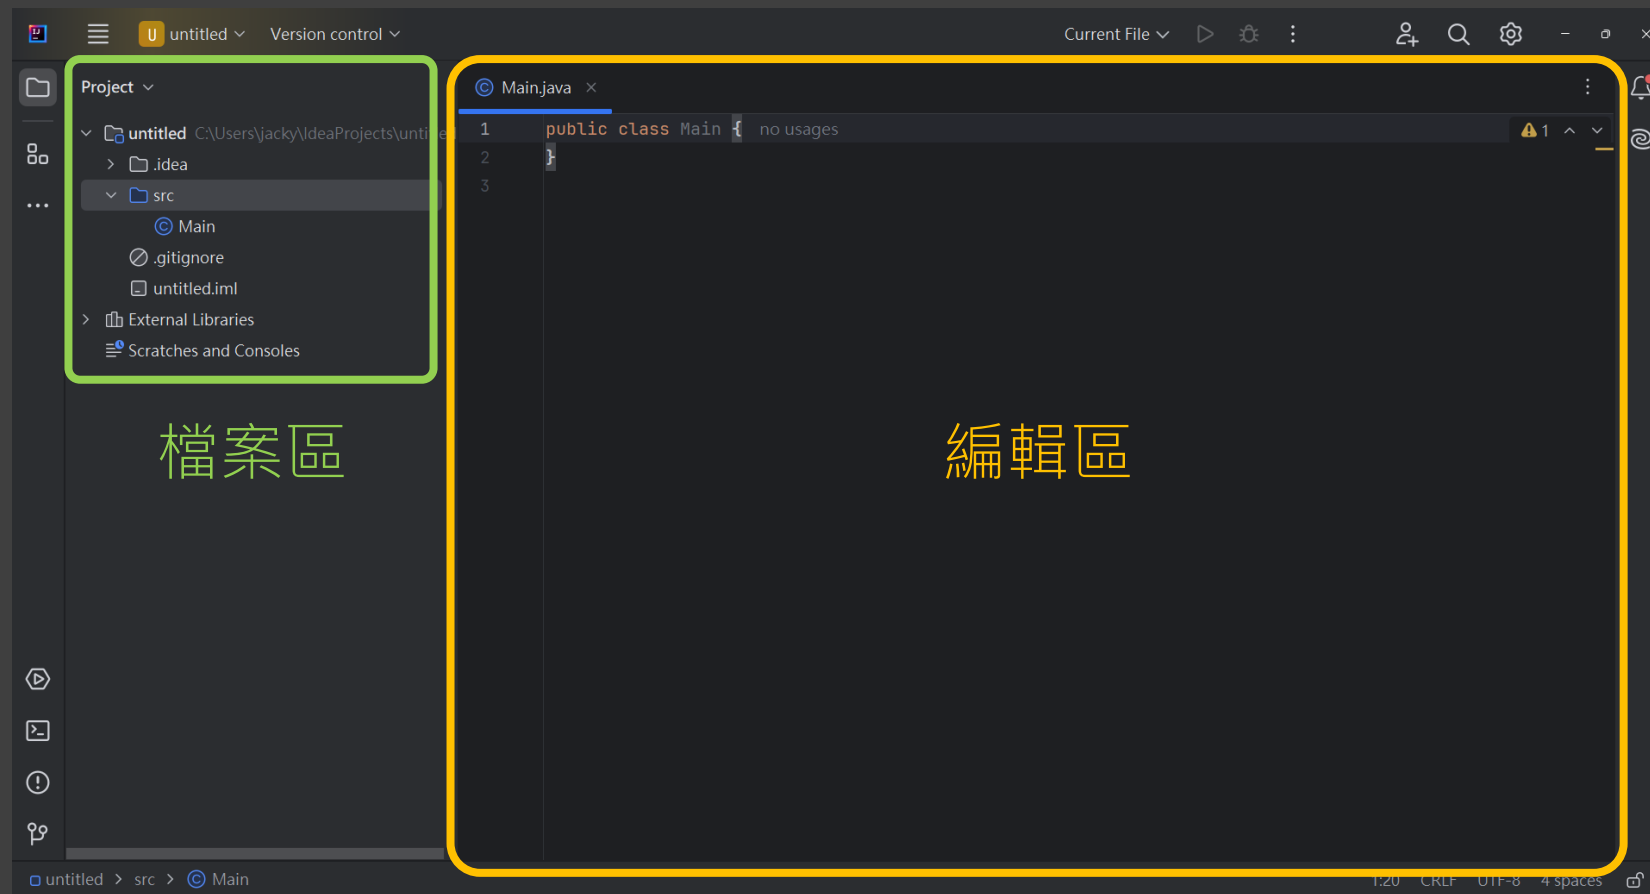 U untitled Version control Current File
Project
Main.java
untitled C:\Users\jacky\IdeaProjects\untitled
.idea
src
Main
.gitignore
untitled.iml
External Libraries
Scratches and Consoles
1 public class Main { no usages
2 }
3
1
檔案區
編輯區
untitled > src > Main
1:20 CRLF UTF-8 4 spaces